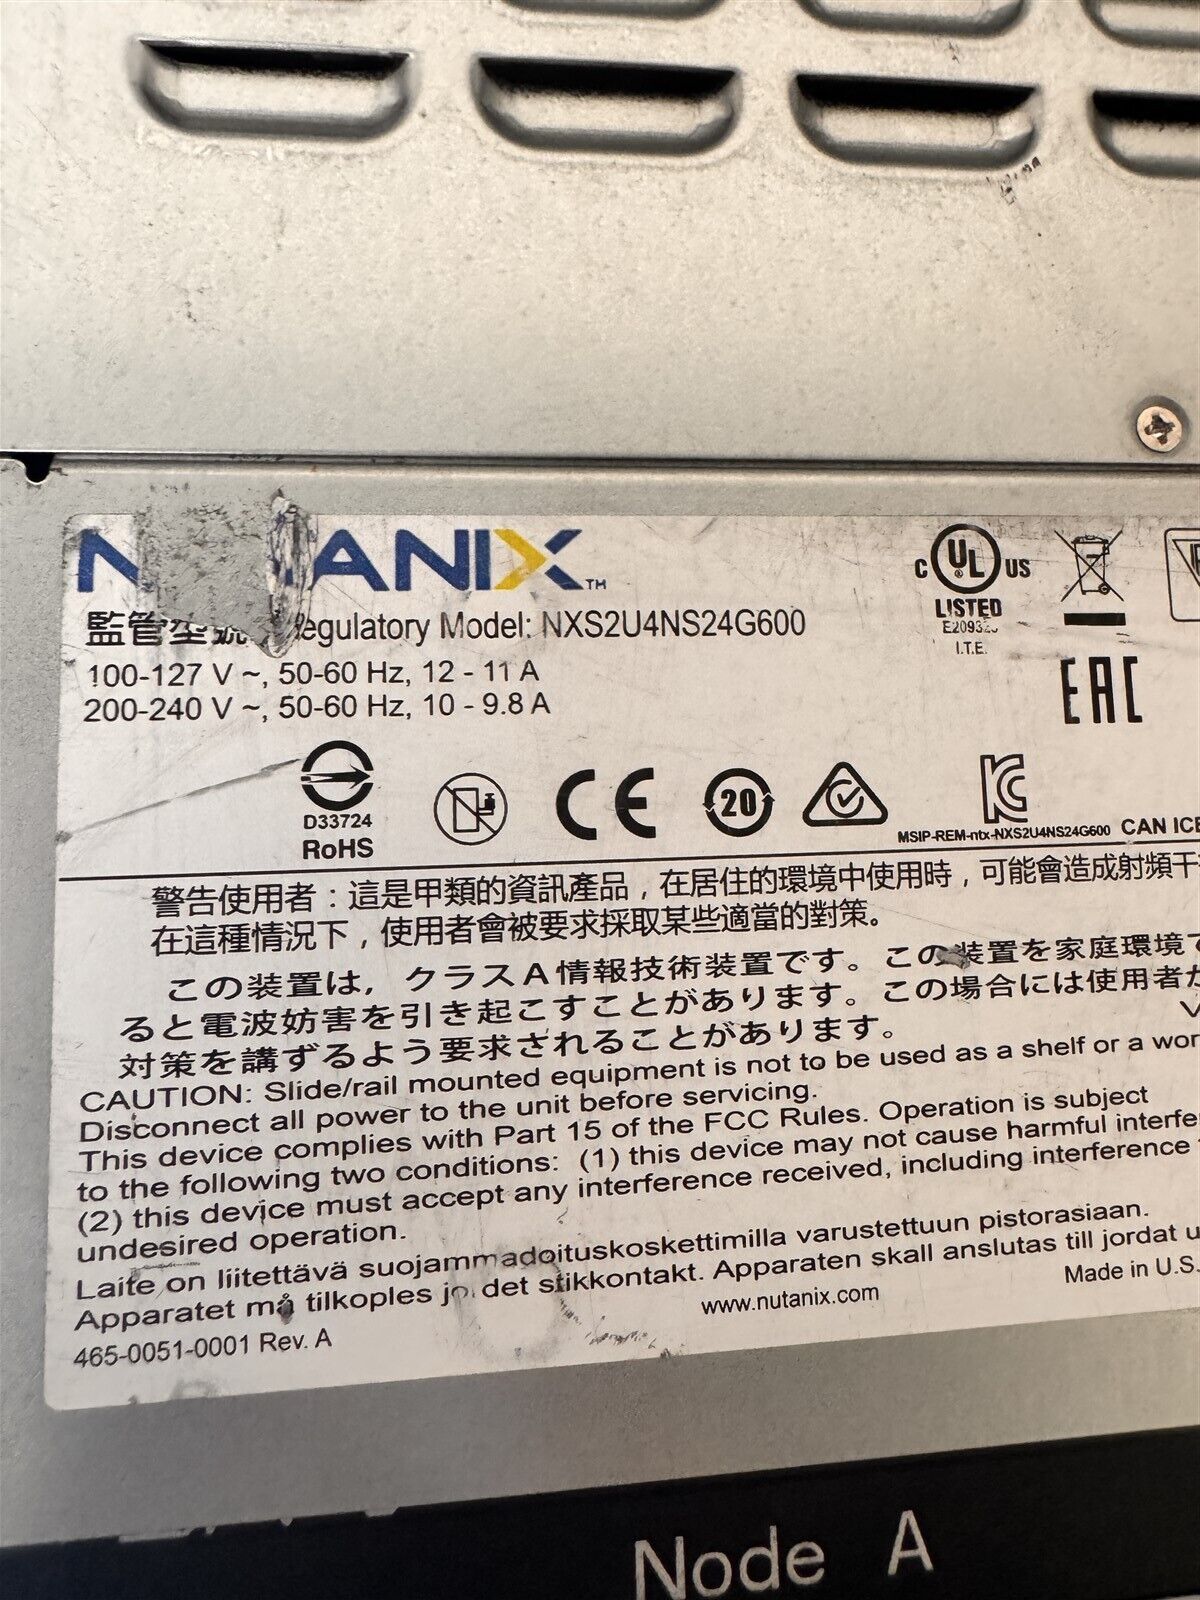 ANIX™
監管型號 Regulatory Model: NXS2U4NS24G600
100-127 V ~, 50-60 Hz, 12 - 11 A
200-240 V ~, 50-60 Hz, 10 - 9.8 A
C UL US
LISTED
I.T.E.
EAC
D33724
RoHS
CE
20
MSIP-REM-ntx-NXS2U4NS24G600 CAN ICE
警告使用者：這是甲類的資訊產品，在居住的環境中使用時，可能會造成射頻干
在這種情況下，使用者會被要求採取某些適當的對策。
この装置は，クラスA情報技術装置です。この装置を家庭環境で
ると電波妨害を引き起こすことがあります。この場合には使用者が
V
対策を講ずるよう要求されることがあります。
CAUTION: Slide/rail mounted equipment is not to be used as a shelf or a wor
Disconnect all power to the unit before servicing.
This device complies with Part 15 of the FCC Rules. Operation is subject
to the following two conditions: (1) this device may not cause harmful interfe
(2) this device must accept any interference received, including interference
undesired operation.
Laite on liitettävä suojammadoituskoskettimilla varustettuun pistorasiaan.
Apparatet må tilkoples jo.det stikkontakt. Apparaten skall anslutas till jordat u
www.nutanix.com
Made in U.S.
465-0051-0001 Rev. A
Node A